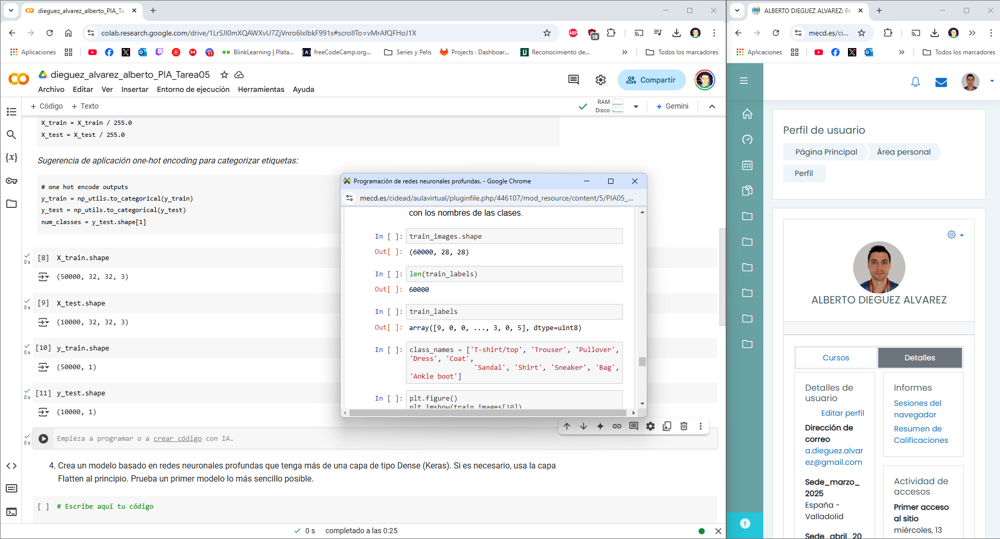 dieguez_alvarez_alberto_PIA_Ta
colab.research.google.com/drive/1LrSJI0mXQAWXvU7ZjVnro6IxIbkF991s#scrollTo=vMrAfQFHoJ1X
ABP
38
Aplicaciones
11
BlinkLearning | Plata...
freeCodeCamp.org...
Series y Pelis
Projects · Dashboar...
Reconocimiento de...
»
Todos los marcadores
dieguez_alvarez_alberto_PIA_Tarea05
Archivo Editar Ver Insertar Entorno de ejecución Herramientas Ayuda
Compartir
+ Código + Texto
RAM
Disco
Gemini
X_train = X_train / 255.0
X_test = X_test / 255.0
Sugerencia de aplicación one-hot encoding para categorizar etiquetas:
# one hot encode outputs
y_train = np_utils.to_categorical(y_train)
y_test = np_utils.to_categorical(y_test)
num_classes = y_test.shape[1]
0 s
[8] X_train.shape
(50000, 32, 32, 3)
0 s
[9] X_test.shape
(10000, 32, 32, 3)
0 s
[10] y_train.shape
(50000, 1)
0 s
[11] y_test.shape
(10000, 1)
0 s
Empieza a programar o a crear código con IA.
4. Crea un modelo basado en redes neuronales profundas que tenga más de una capa de tipo Dense (Keras). Si es necesario, usa la capa
Flatten al principio. Prueba un primer modelo lo más sencillo posible.
[ ] # Escribe aquí tu código
0 s completado a las 0:25
Programación de redes neuronales profundas. - Google Chrome
mecd.es/cidead/aulavirtual/pluginfile.php/446107/mod_resource/content/5/PIA05_...
con los nombres de las clases.
In [ ]: train_images.shape
Out[ ]: (60000, 28, 28)
In [ ]: len(train_labels)
Out[ ]: 60000
In [ ]: train_labels
Out[ ]: array([9, 0, 0, ..., 3, 0, 5], dtype=uint8)
In [ ]: class_names = ['T-shirt/top', 'Trouser', 'Pullover',
'Dress', 'Coat',
'Sandal', 'Shirt', 'Sneaker', 'Bag',
'Ankle boot']
In [ ]: plt.figure()
plt.imshow(train_images[10])
ALBERTO DIEGUEZ ALVAREZ: Pe
mecd.es/ci...
»
Aplicaciones
»
Todos los marcadores
Perfil de usuario
Página Principal
Área personal
Perfil
ALBERTO DIEGUEZ ALVAREZ
Cursos
Detalles
Detalles de
usuario
Editar perfil
Dirección de
correo
a.dieguez.alvar
ez@gmail.com
Sede_marzo_
2025
España -
Valladolid
Sede_abril_20
Informes
Sesiones del
navegador
Resumen de
Calificaciones
Actividad de
accesos
Primer acceso
al sitio
miércoles, 13